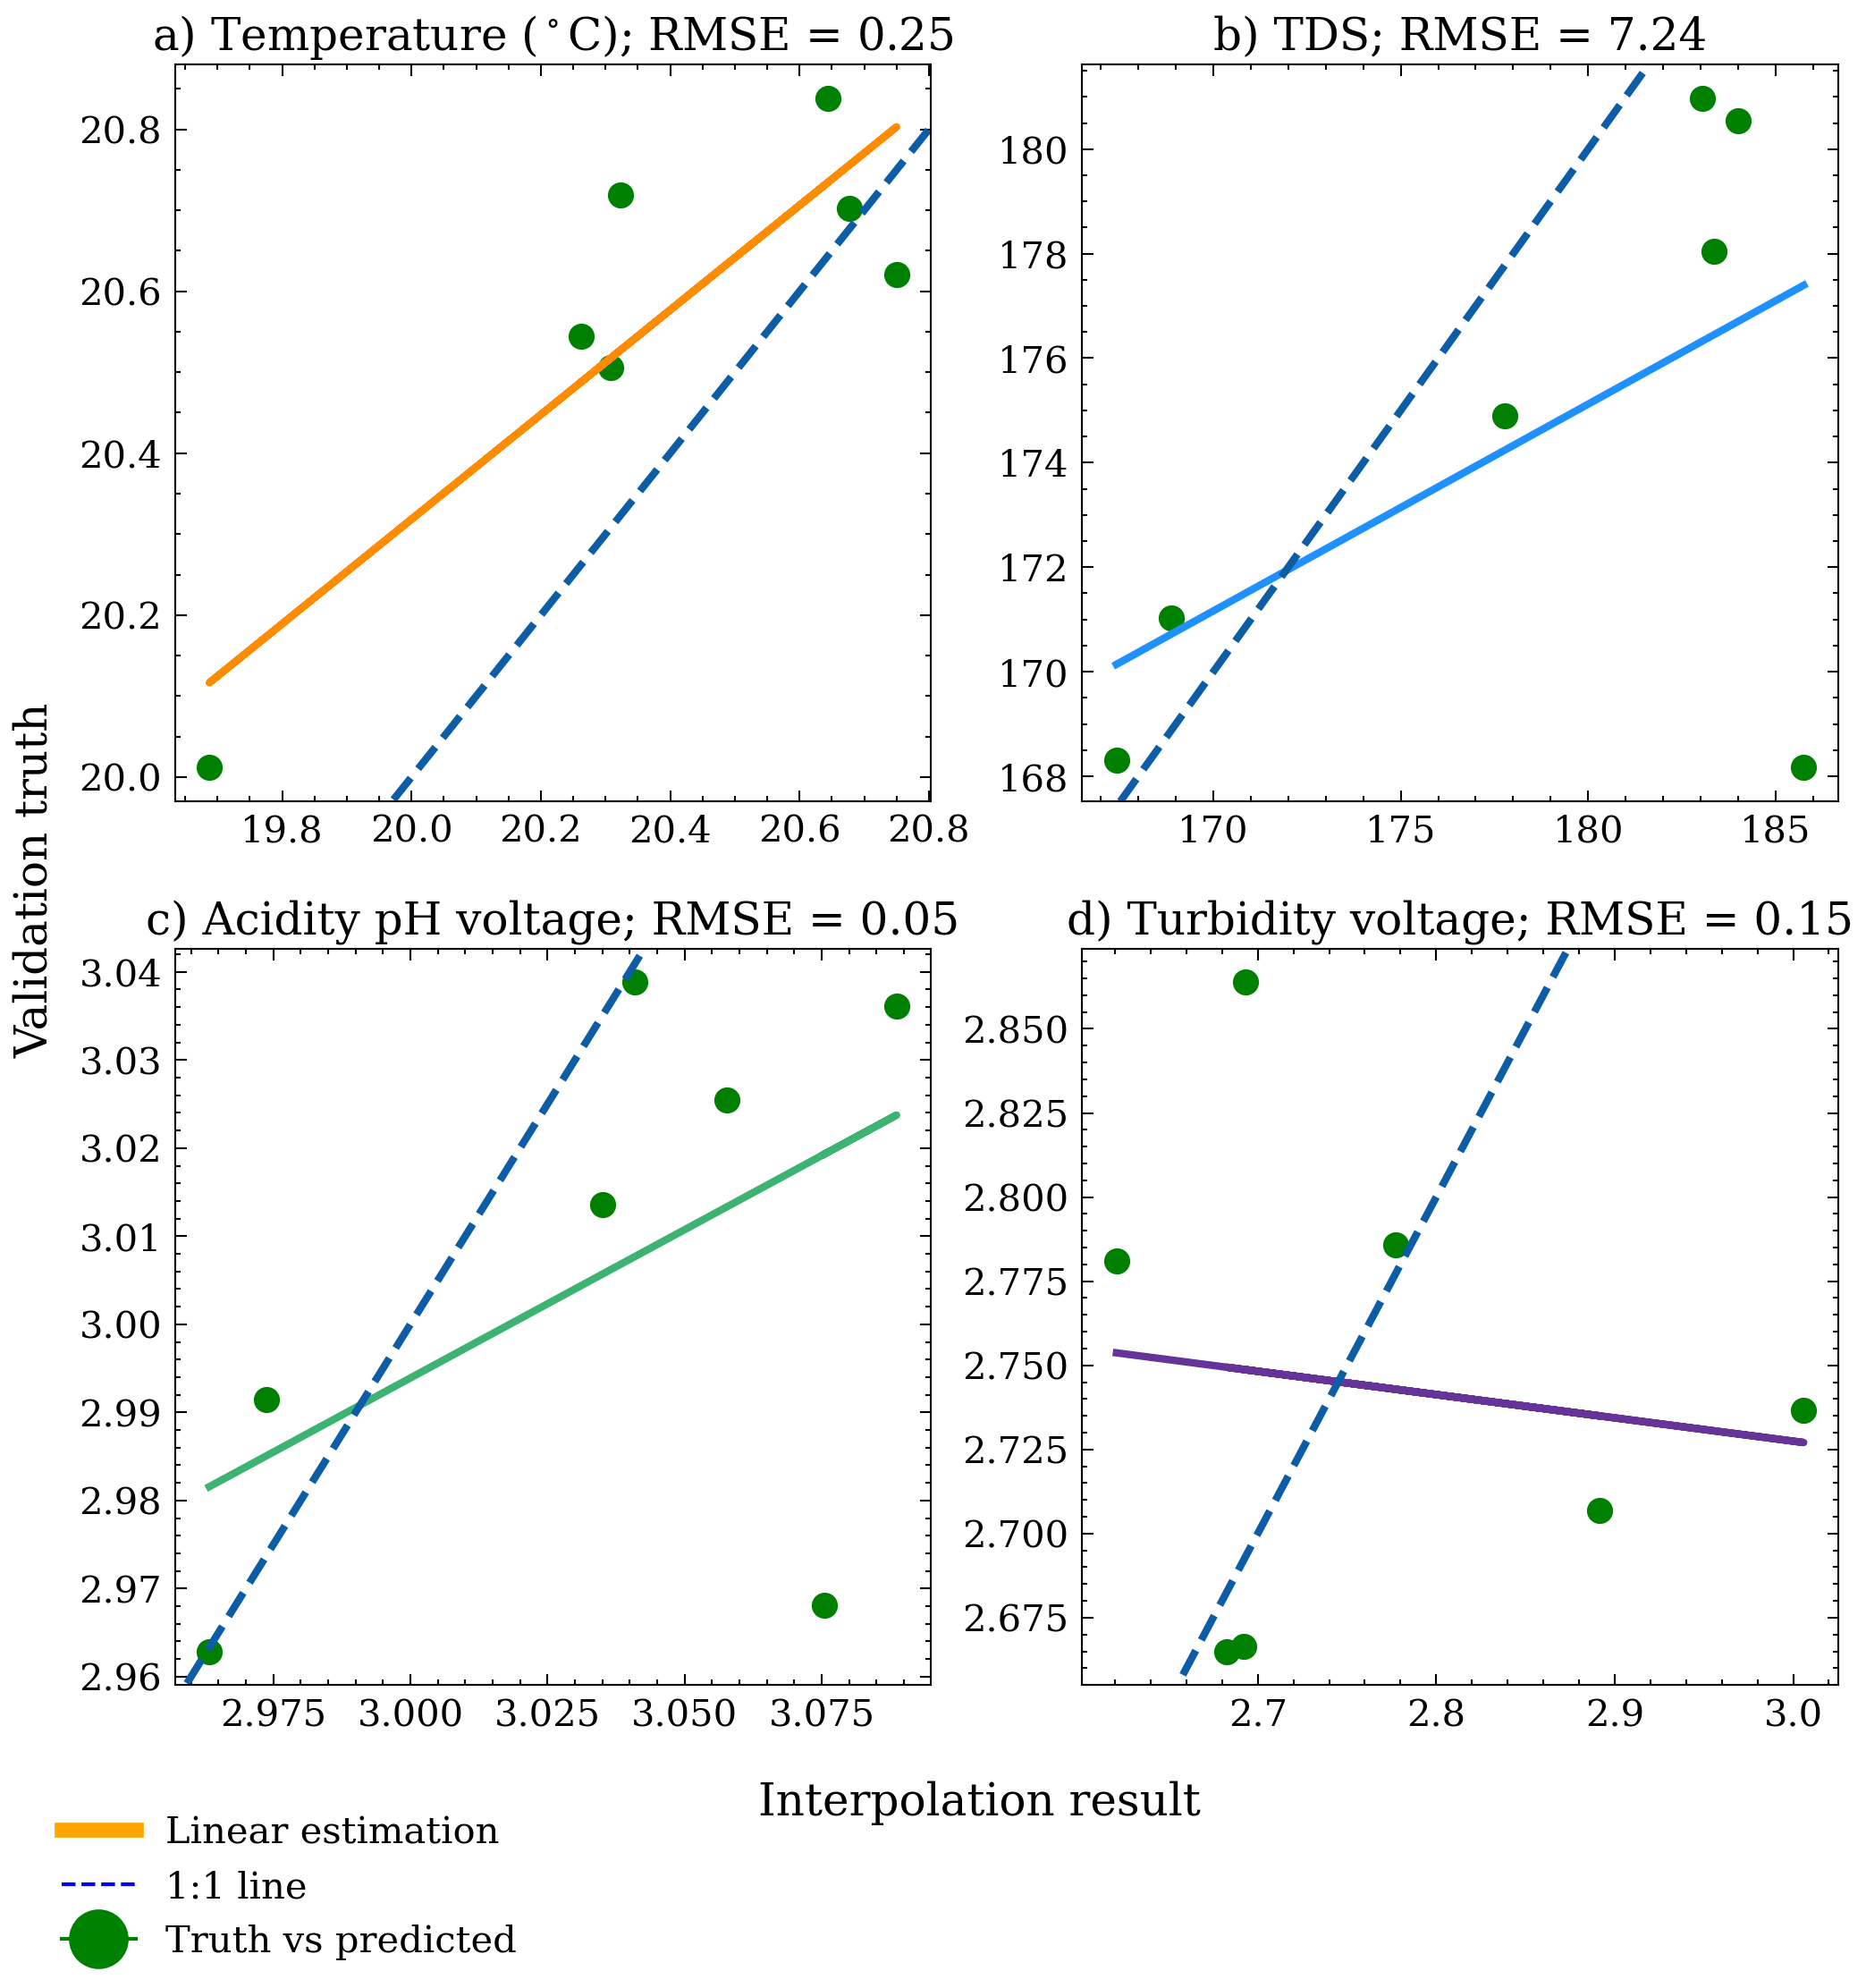 a) Temperature (°C); RMSE = 0.25
20.8
20.6
20.4
20.2
20.0
19.8 20.0 20.2 20.4 20.6 20.8
b) TDS; RMSE = 7.24
180
178
176
174
172
170
168
170 175 180 185
Validation truth
c) Acidity pH voltage; RMSE = 0.05
3.04
3.03
3.02
3.01
3.00
2.99
2.98
2.97
2.96
2.975 3.000 3.025 3.050 3.075
d) Turbidity voltage; RMSE = 0.15
2.850
2.825
2.800
2.775
2.750
2.725
2.700
2.675
2.7 2.8 2.9 3.0
Interpolation result
Linear estimation
1:1 line
Truth vs predicted